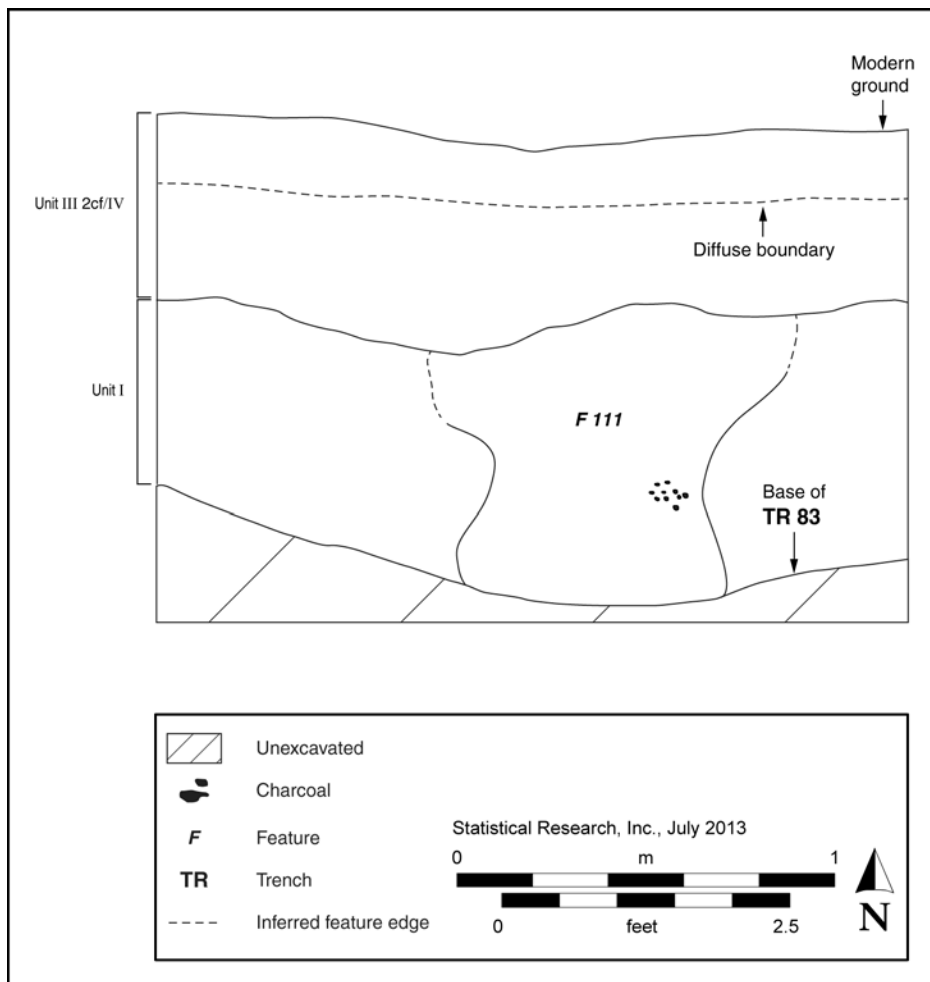 Modern
ground
Unit III 2cf/IV
Diffuse boundary
Unit I
F 111
Base of
TR 83
Unexcavated
Charcoal
F Feature
TR Trench
Inferred feature edge
Statistical Research, Inc., July 2013
0 m 1
0 feet 2.5
N